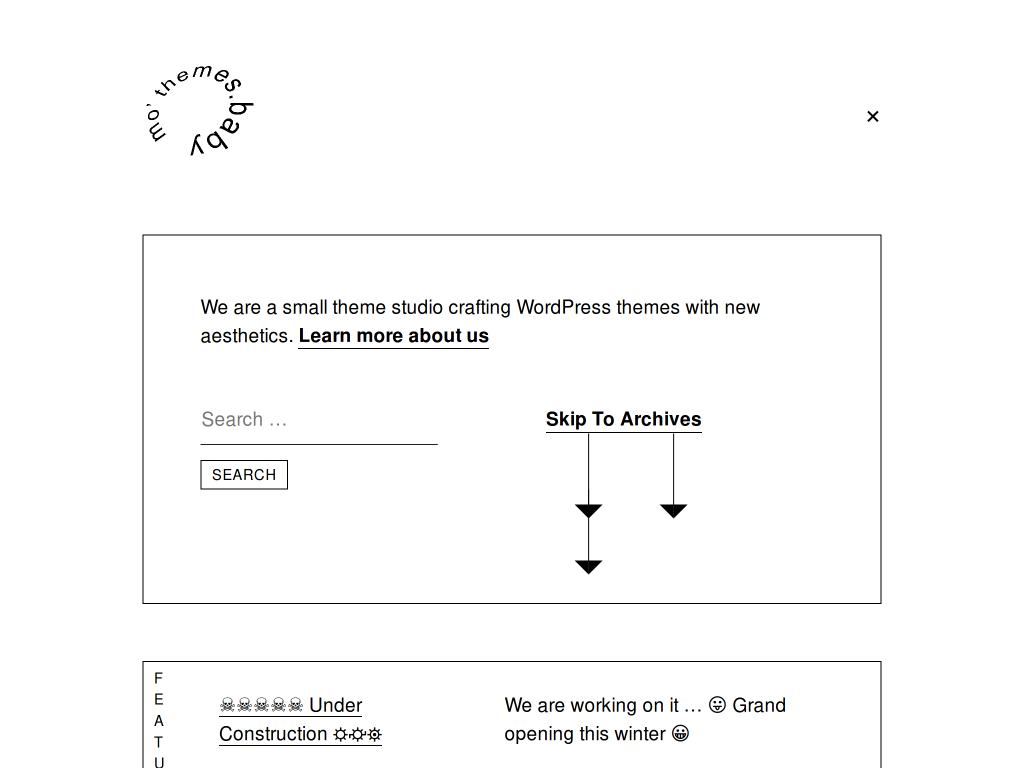 mo' themes.baby
×
We are a small theme studio crafting WordPress themes with new
aesthetics. Learn more about us
Search …
Skip To Archives
SEARCH
F
E
A
T
U
☠☠☠☠☠ Under
Construction ⛭⛭⛯
We are working on it … 😛 Grand
opening this winter 😀